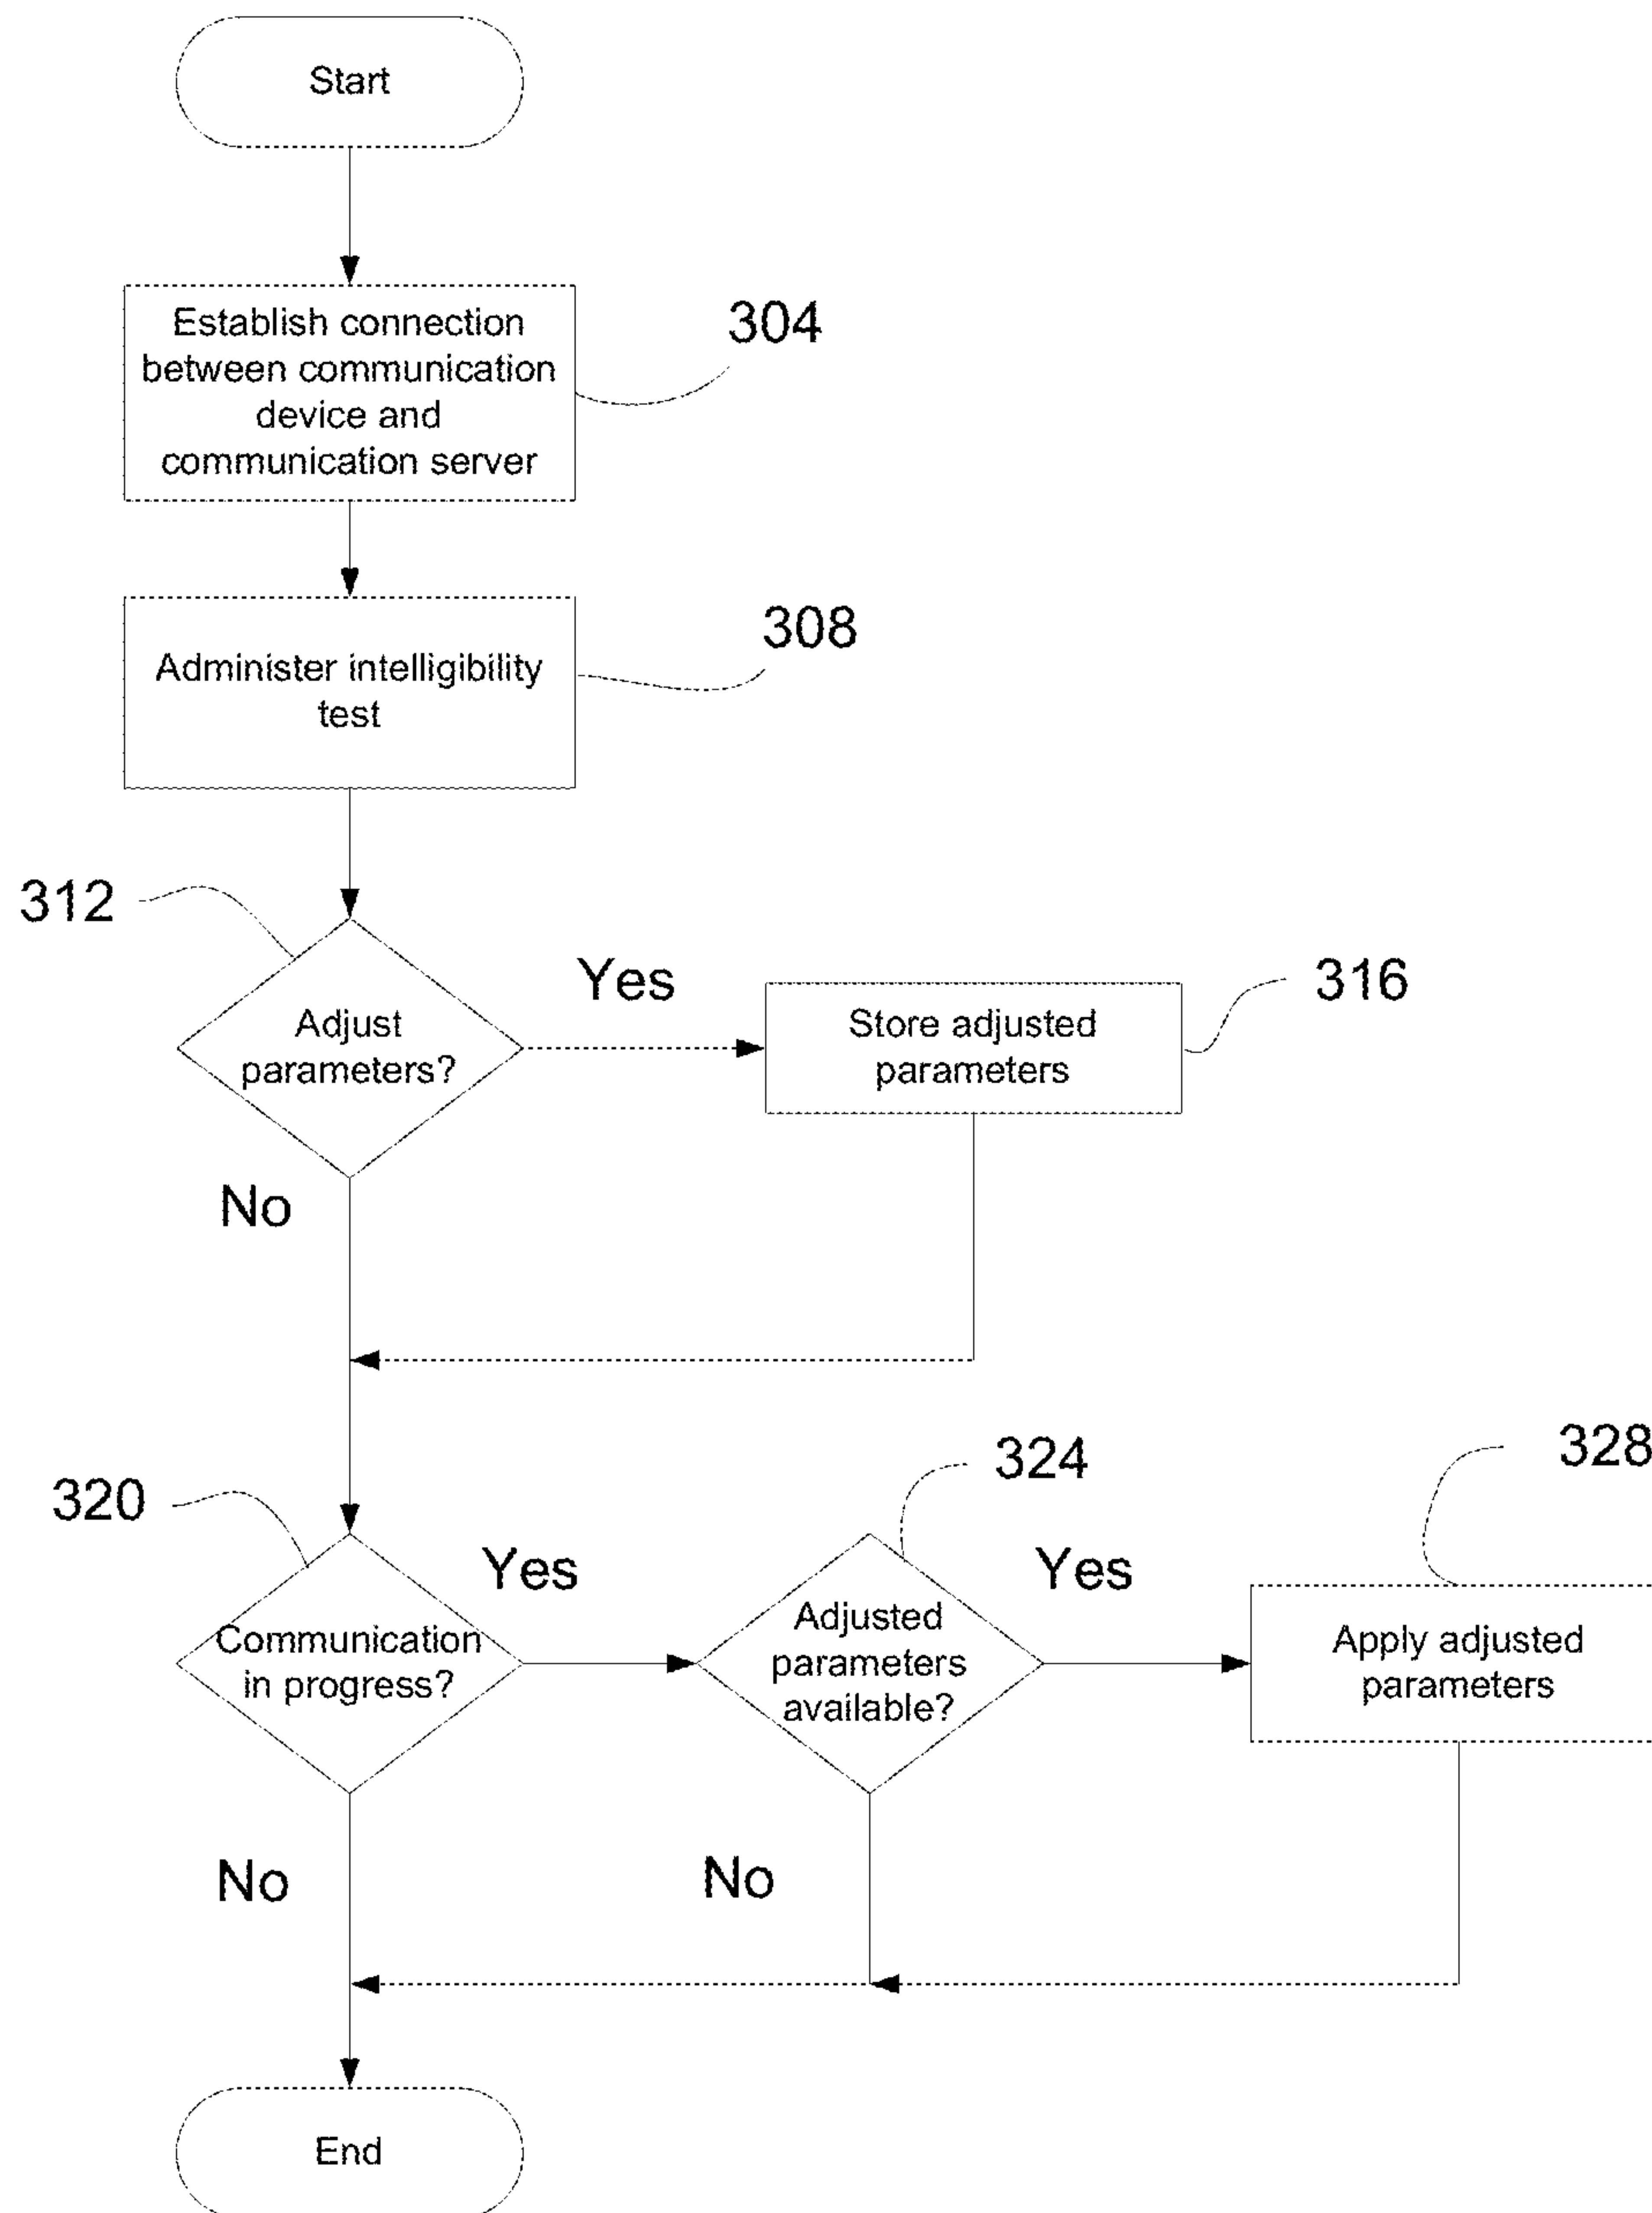 Start
Establish connection
between communication
device and
communication server
304
Administer intelligibility
test
308
312
Adjust
parameters?
Yes
Store adjusted
parameters
316
No
320
Communication
in progress?
Yes
324
Adjusted
parameters
available?
Yes
328
Apply adjusted
parameters
No
No
End